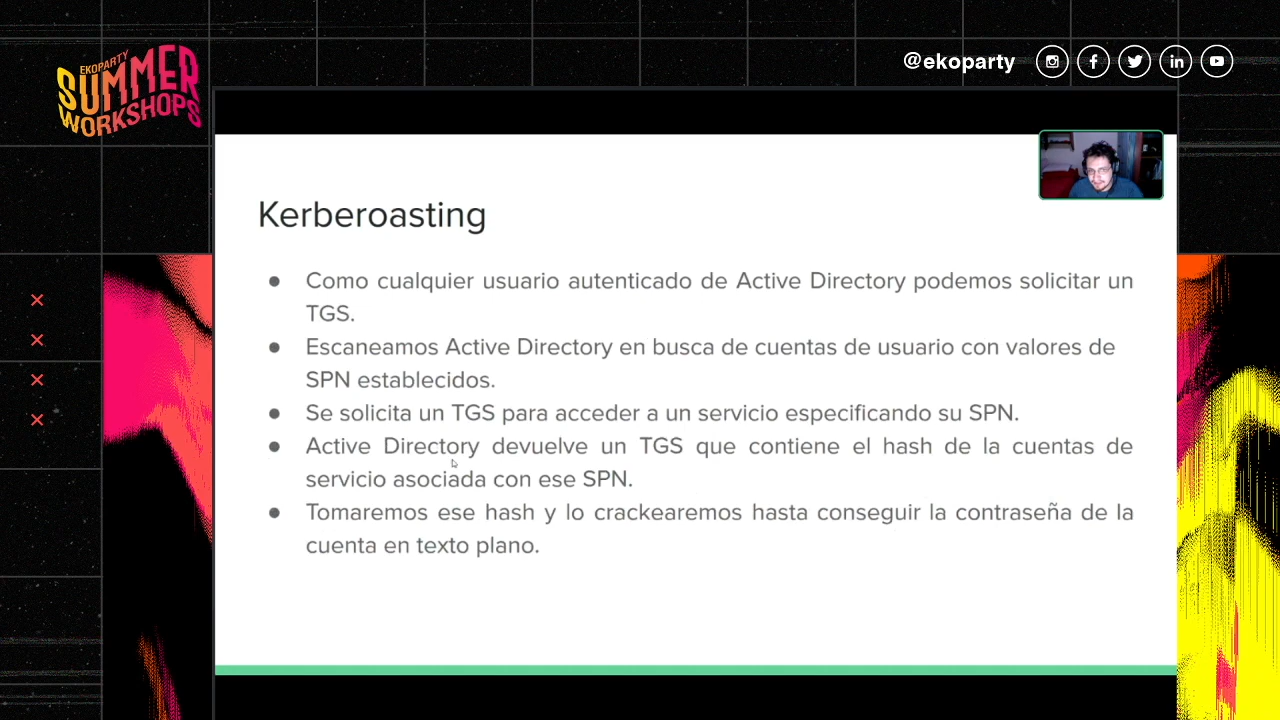 EKOPARTY
SUMMER
WORKSHOPS
@ekoparty
Kerberoasting
● Como cualquier usuario autenticado de Active Directory podemos solicitar un
TGS.
● Escaneamos Active Directory en busca de cuentas de usuario con valores de
SPN establecidos.
● Se solicita un TGS para acceder a un servicio especificando su SPN.
● Active Directory devuelve un TGS que contiene el hash de la cuentas de
servicio asociada con ese SPN.
● Tomaremos ese hash y lo crackearemos hasta conseguir la contraseña de la
cuenta en texto plano.